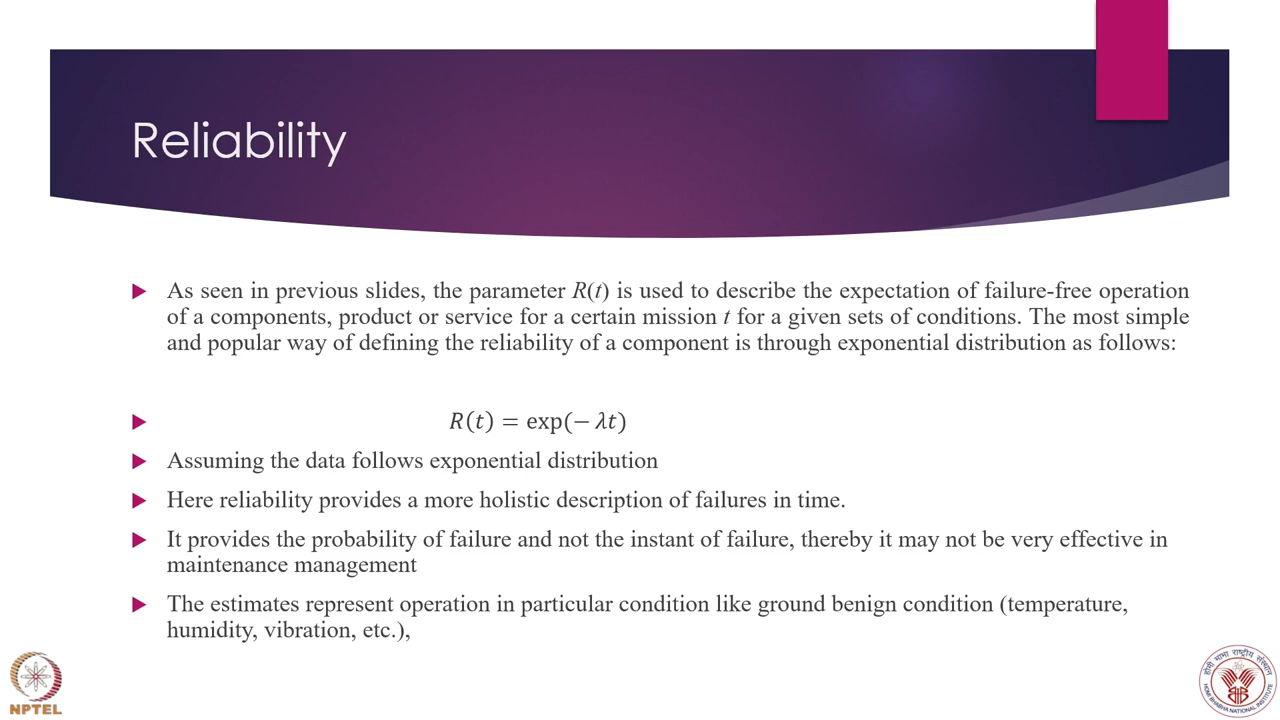 Reliability
As seen in previous slides, the parameter R(t) is used to describe the expectation of failure-free operation
of a components, product or service for a certain mission t for a given sets of conditions. The most simple
and popular way of defining the reliability of a component is through exponential distribution as follows:
R(t) = exp(− λt)
Assuming the data follows exponential distribution
Here reliability provides a more holistic description of failures in time.
It provides the probability of failure and not the instant of failure, thereby it may not be very effective in
maintenance management
The estimates represent operation in particular condition like ground benign condition (temperature,
humidity, vibration, etc.),
NPTEL
होमी भाभा राष्ट्रीय संस्थान
HOMI BHABHA NATIONAL INSTITUTE